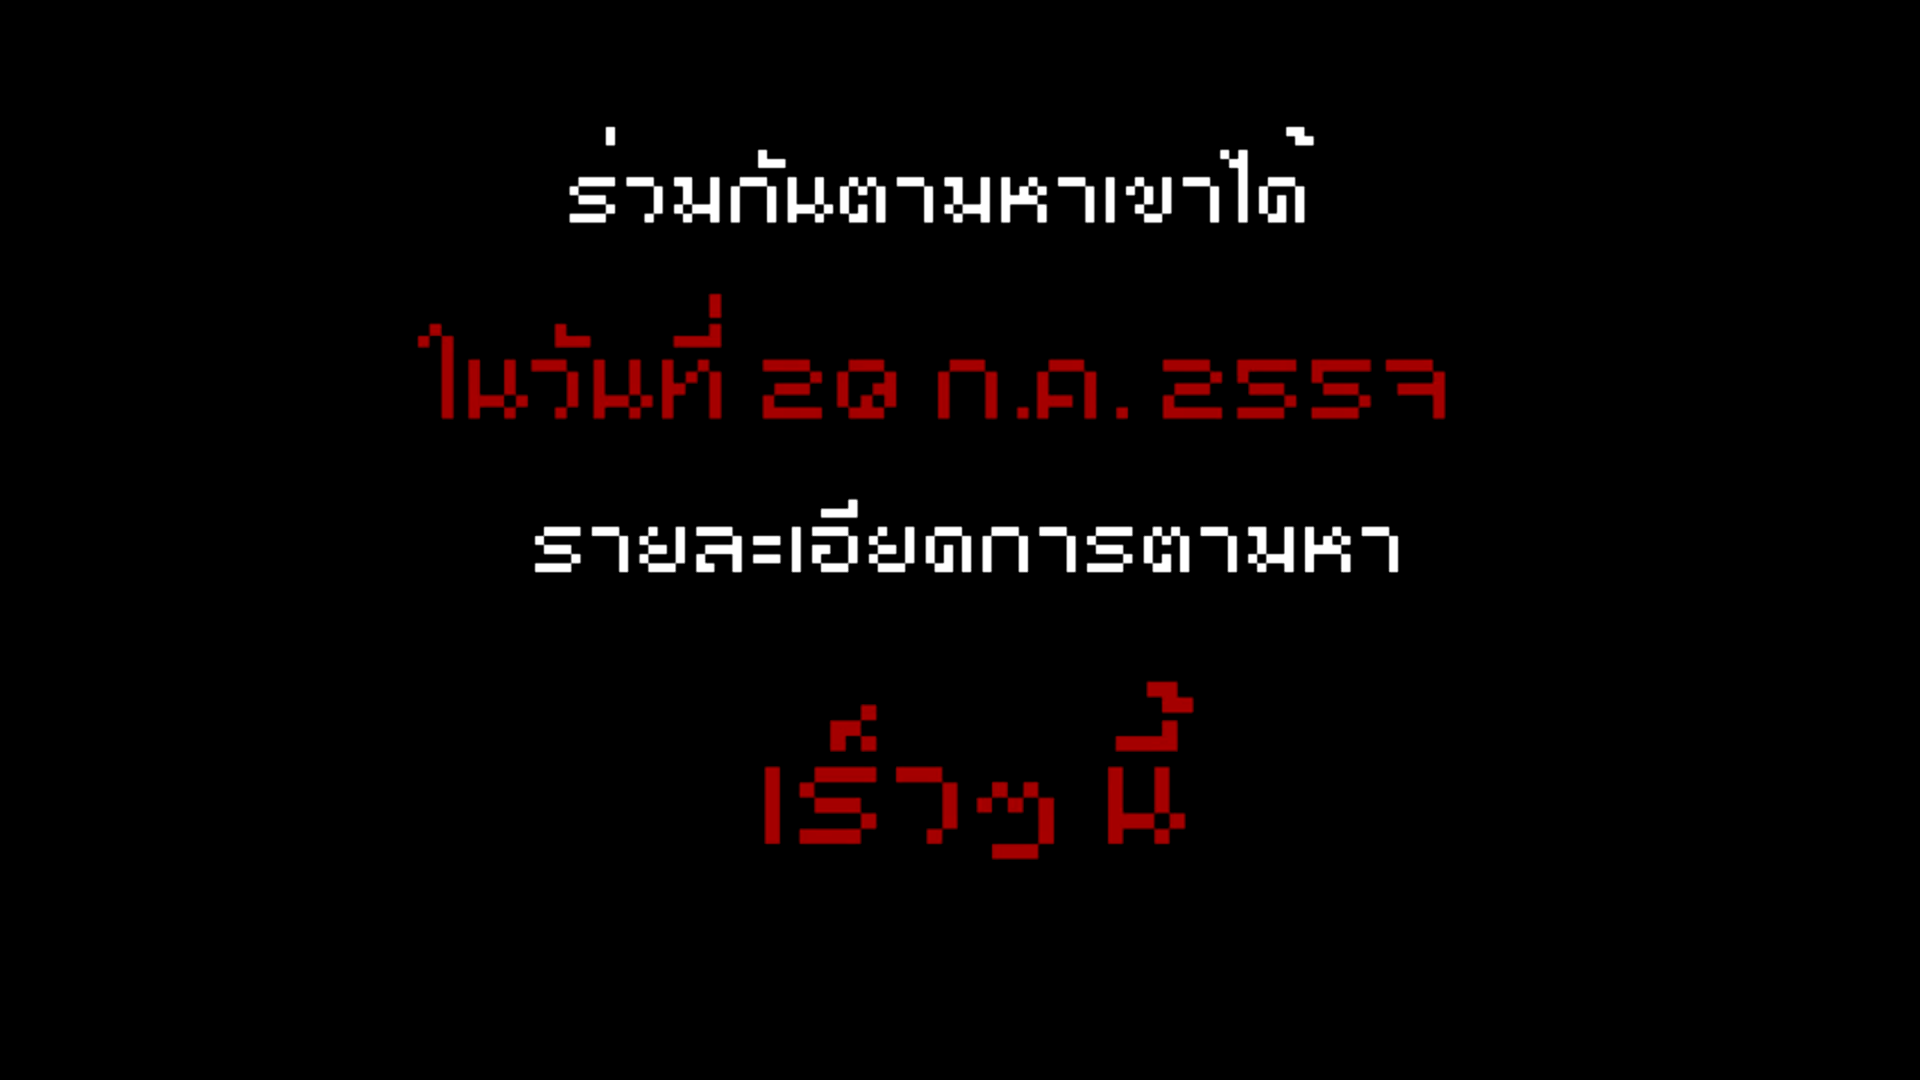 ร่วมกันตามหาเขาได้
ในวันที่ 20 ก.ค. 2557
รายละเอียดการตามหา
เร็วๆ นี้